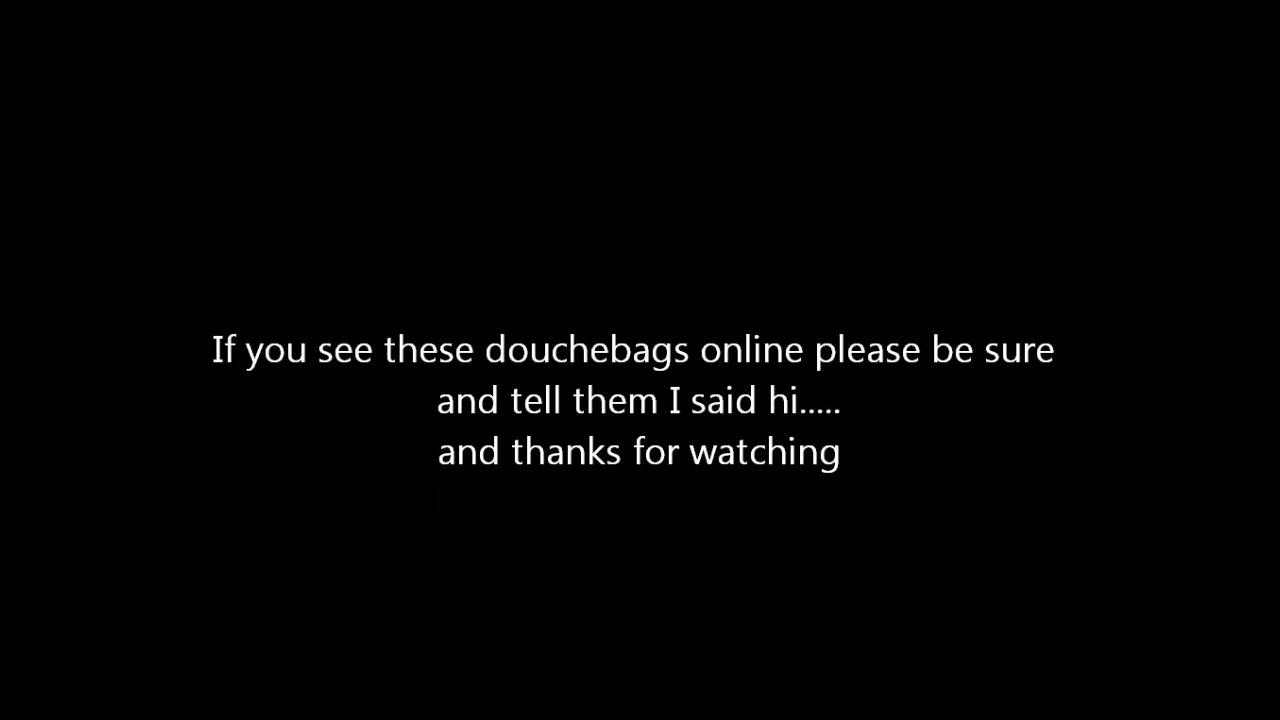 If you see these douchebags online please be sure
and tell them I said hi.....
and thanks for watching